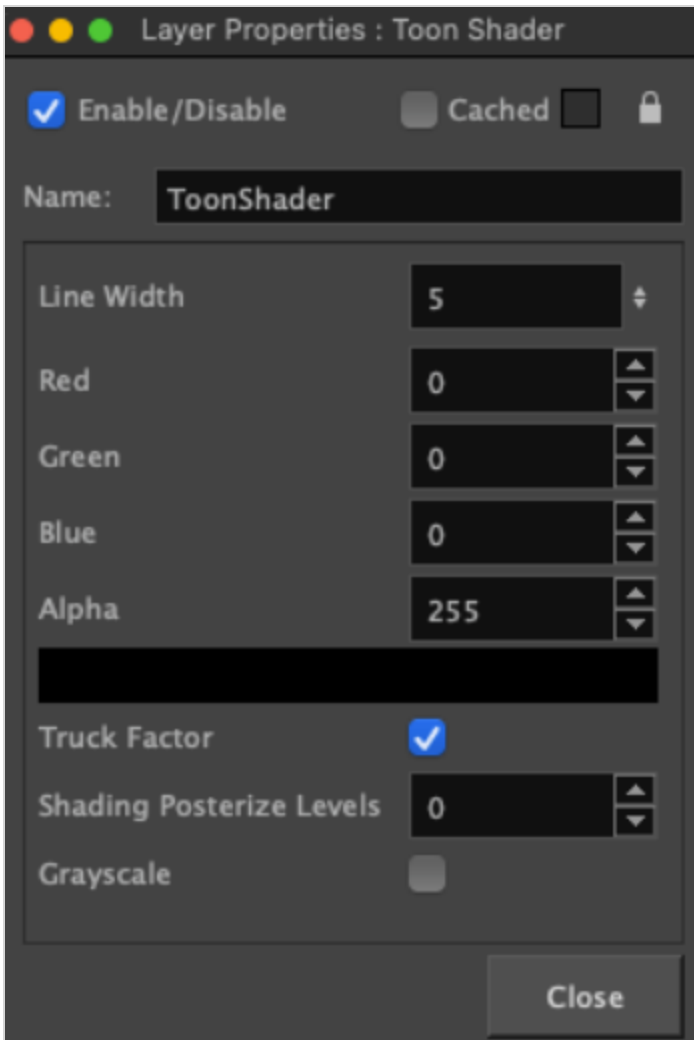 Layer Properties : Toon Shader
Enable/Disable Cached
Name: ToonShader
Line Width 5
Red 0
Green 0
Blue 0
Alpha 255
Truck Factor
Shading Posterize Levels 0
Grayscale
Close